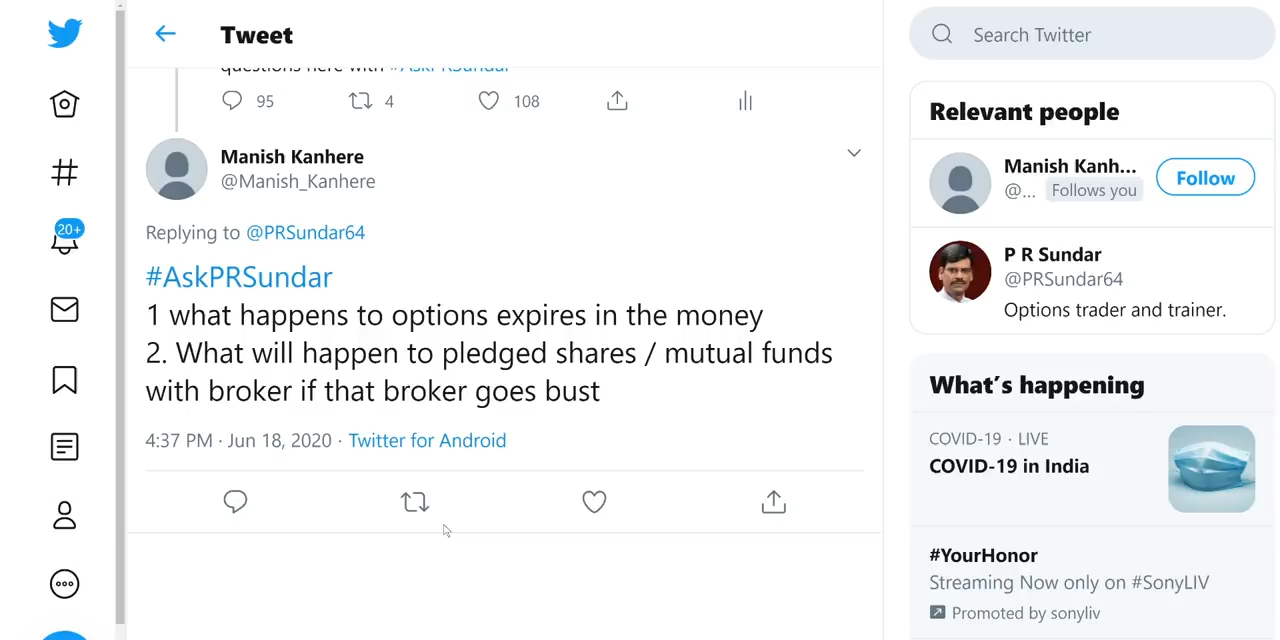 Tweet
questions here with #AskPRSundar
95
4
108
Manish Kanhere
@Manish_Kanhere
Replying to @PRSundar64
#AskPRSundar
1 what happens to options expires in the money
2. What will happen to pledged shares / mutual funds
with broker if that broker goes bust
4:37 PM · Jun 18, 2020 · Twitter for Android
20+
Search Twitter
Relevant people
Manish Kanh...
@... Follows you
Follow
P R Sundar
@PRSundar64
Options trader and trainer.
What's happening
COVID-19 · LIVE
COVID-19 in India
#YourHonor
Streaming Now only on #SonyLIV
Promoted by sonyliv